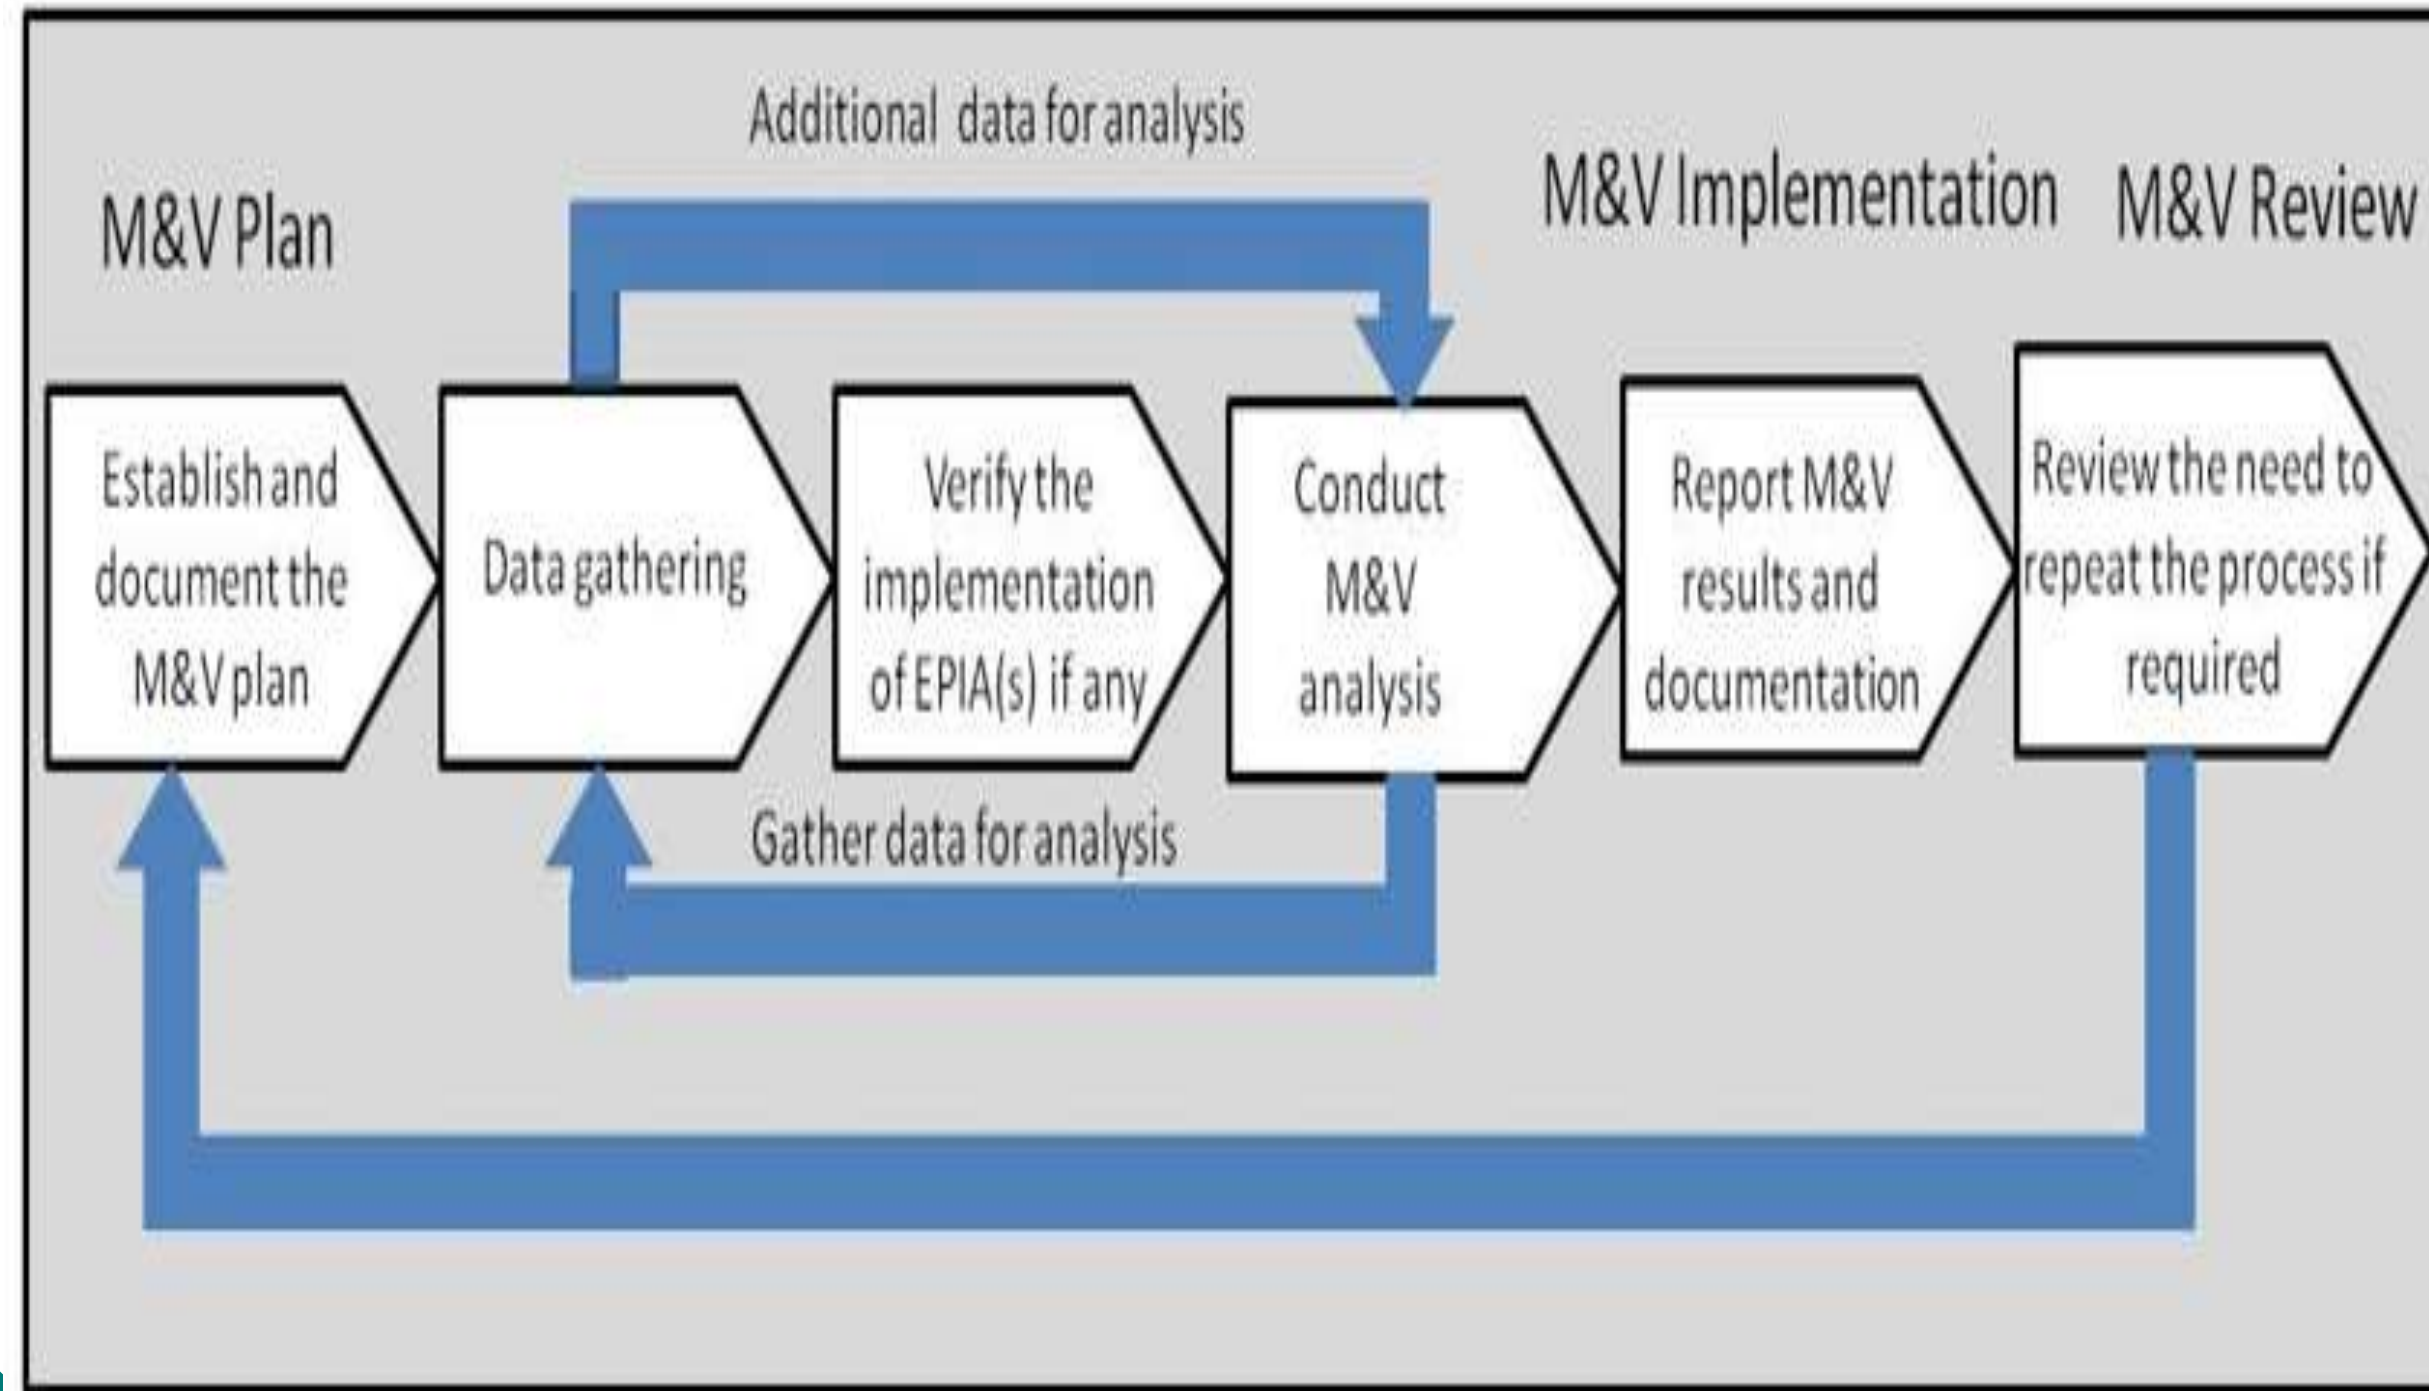 Additional data for analysis
M&V Plan
M&V Implementation
M&V Review
Establish and
document the
M&V plan
Data gathering
Verify the
implementation
of EPIA(s) if any
Conduct
M&V
analysis
Report M&V
results and
documentation
Review the need to
repeat the process if
required
Gather data for analysis